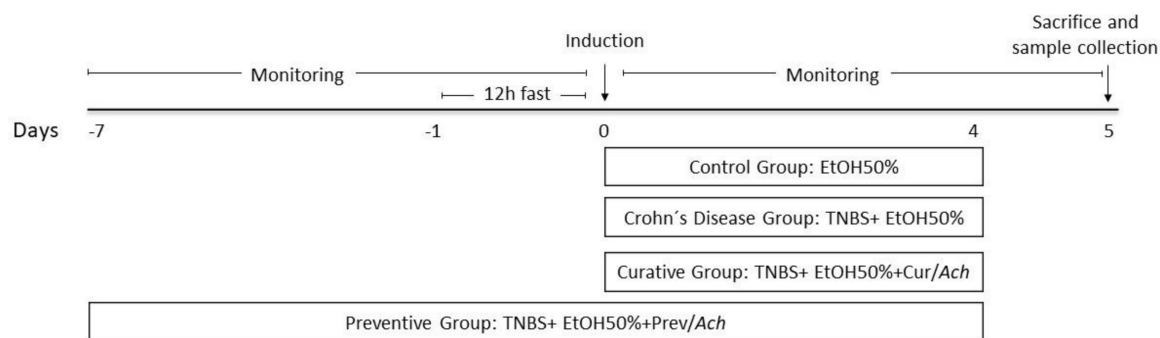 Sacrifice and
sample collection
Induction
Monitoring
Monitoring
12h fast
Days -7 -1 0 4 5
Control Group: EtOH50%
Crohn´s Disease Group: TNBS+ EtOH50%
Curative Group: TNBS+ EtOH50%+Cur/Ach
Preventive Group: TNBS+ EtOH50%+Prev/Ach